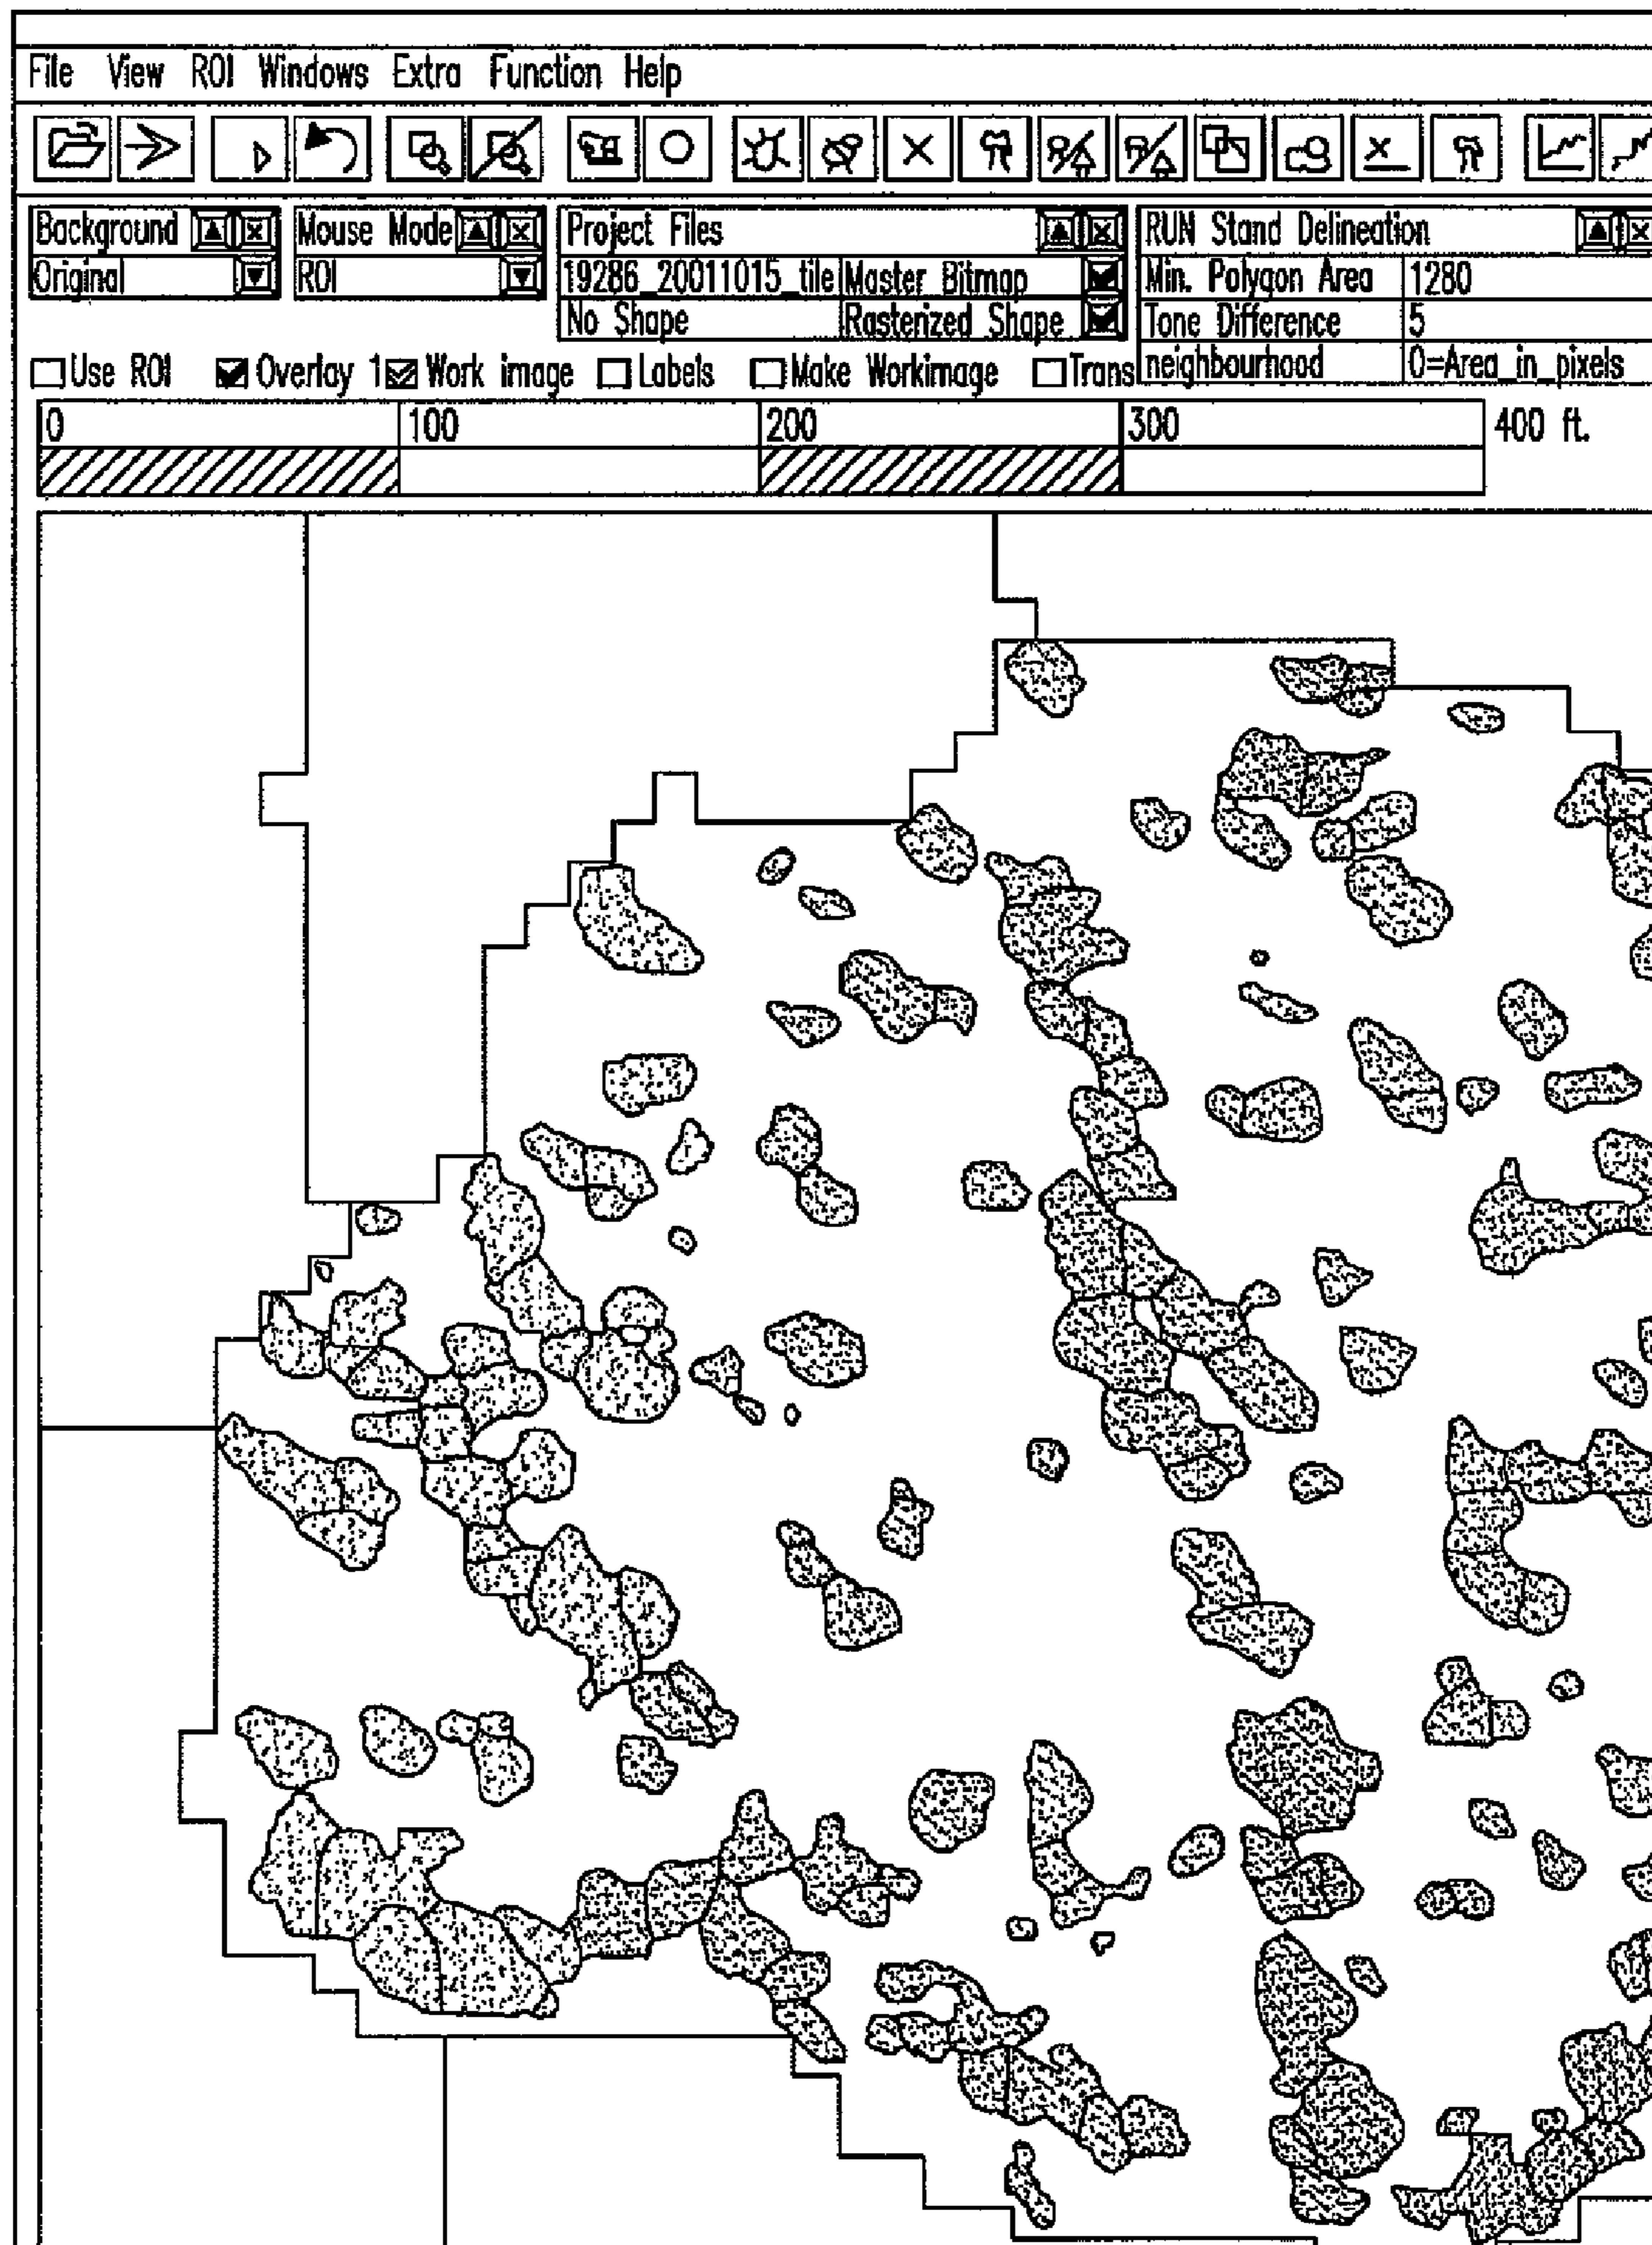 File View ROI Windows Extra Function Help
Background Mouse Mode Project Files RUN Stand Delineation
Original ROI 19286_20011015_tile Master Bitmap Min. Polygon Area 1280
No Shape Rasterized Shape Tone Difference 5
Use ROI Overlay 1 Work image Labels Make Workimage Trans neighbourhood 0=Area_in_pixels
0 100 200 300 400 ft.